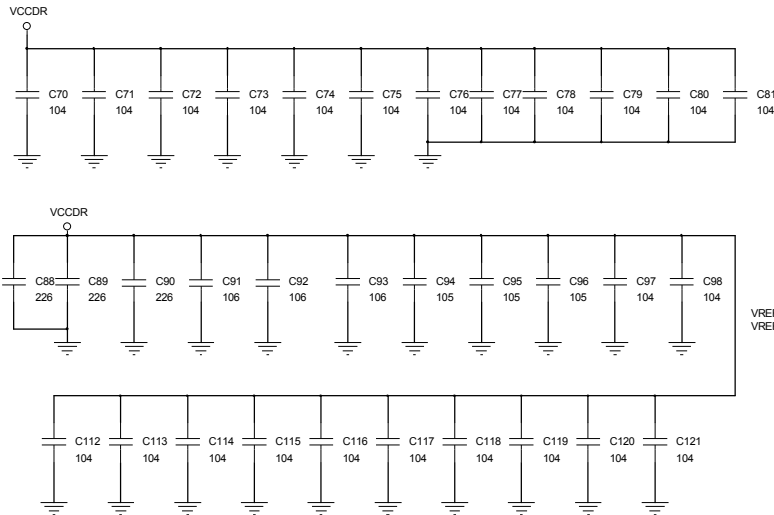 VCCDR
C70 C71 C72 C73 C74 C75 C76 C77 C78 C79 C80 C81
104 104 104 104 104 104 104 104 104 104 104 104
VCCDR
C88 C89 C90 C91 C92 C93 C94 C95 C96 C97 C98
226 226 226 106 106 106 105 105 105 104 104
C112 C113 C114 C115 C116 C117 C118 C119 C120 C121
104 104 104 104 104 104 104 104 104 104